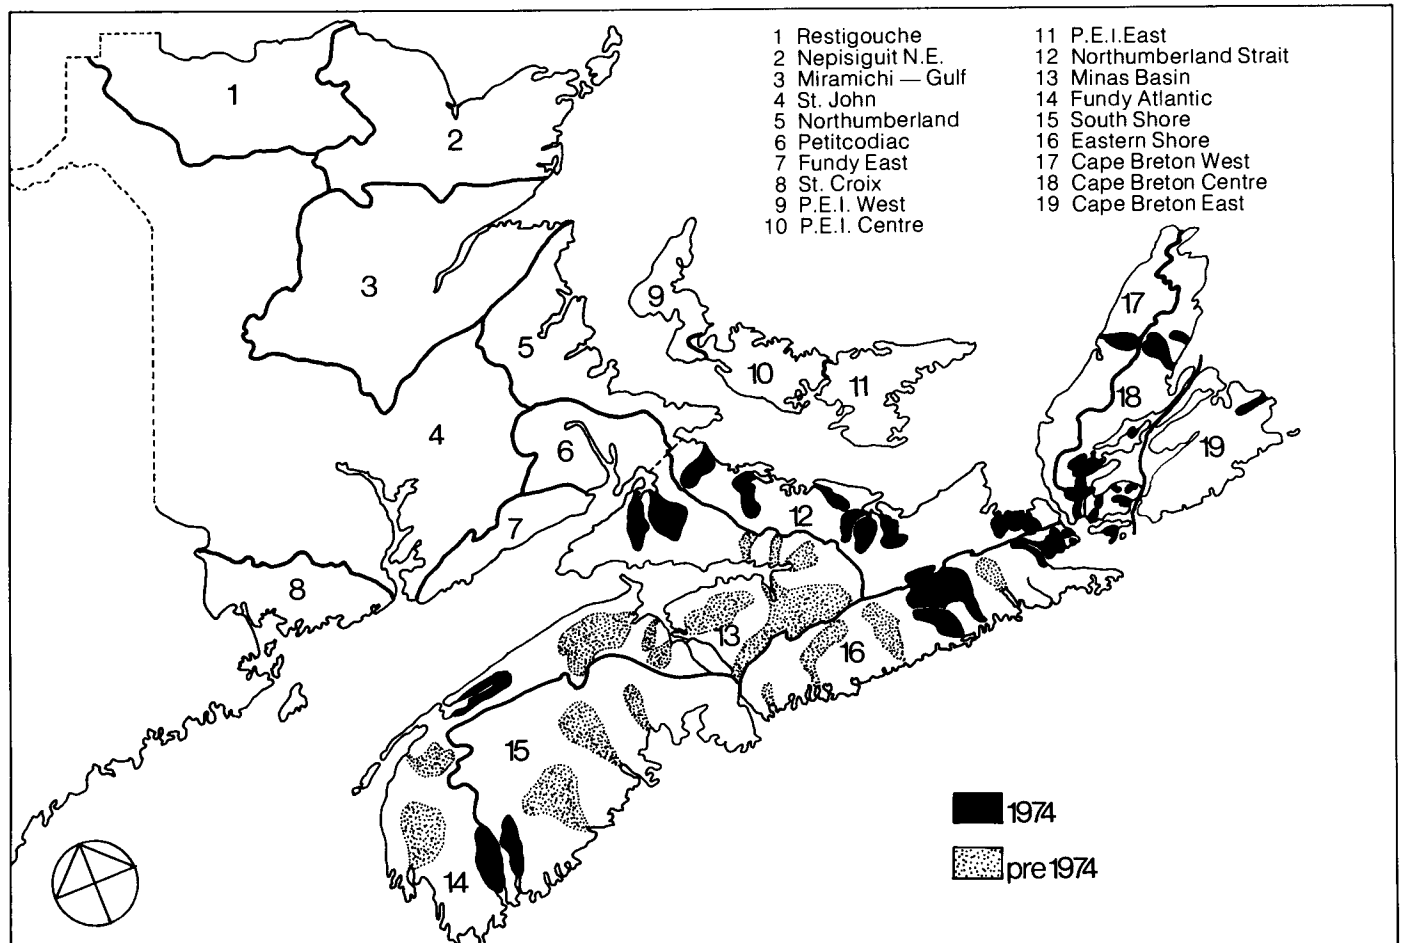 1 Restigouche
2 Nepisiguit N.E.
3 Miramichi — Gulf
4 St. John
5 Northumberland
6 Petitcodiac
7 Fundy East
8 St. Croix
9 P.E.I. West
10 P.E.I. Centre
11 P.E.I.East
12 Northumberland Strait
13 Minas Basin
14 Fundy Atlantic
15 South Shore
16 Eastern Shore
17 Cape Breton West
18 Cape Breton Centre
19 Cape Breton East
1
2
3
4
5
6
7
8
9
10
11
12
13
14
15
16
17
18
19
1974
pre 1974